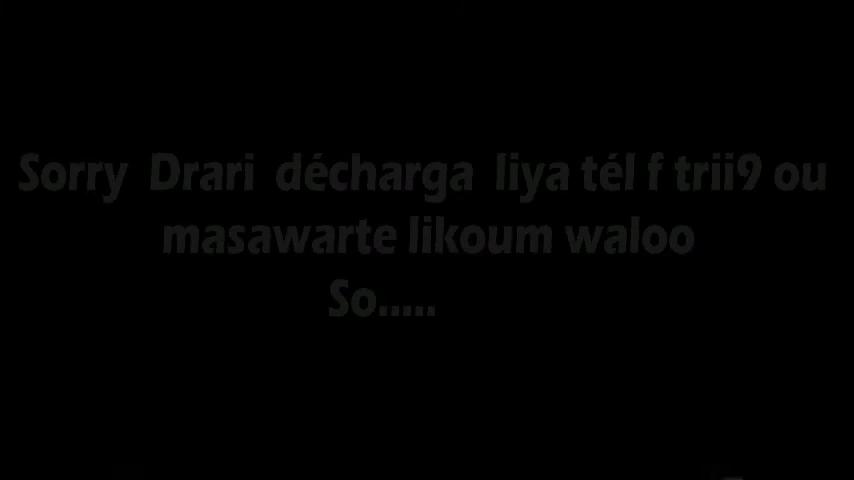 Sorry Drari décharga liya tél f trii9 ou
masawarte likoum waloo
So.....